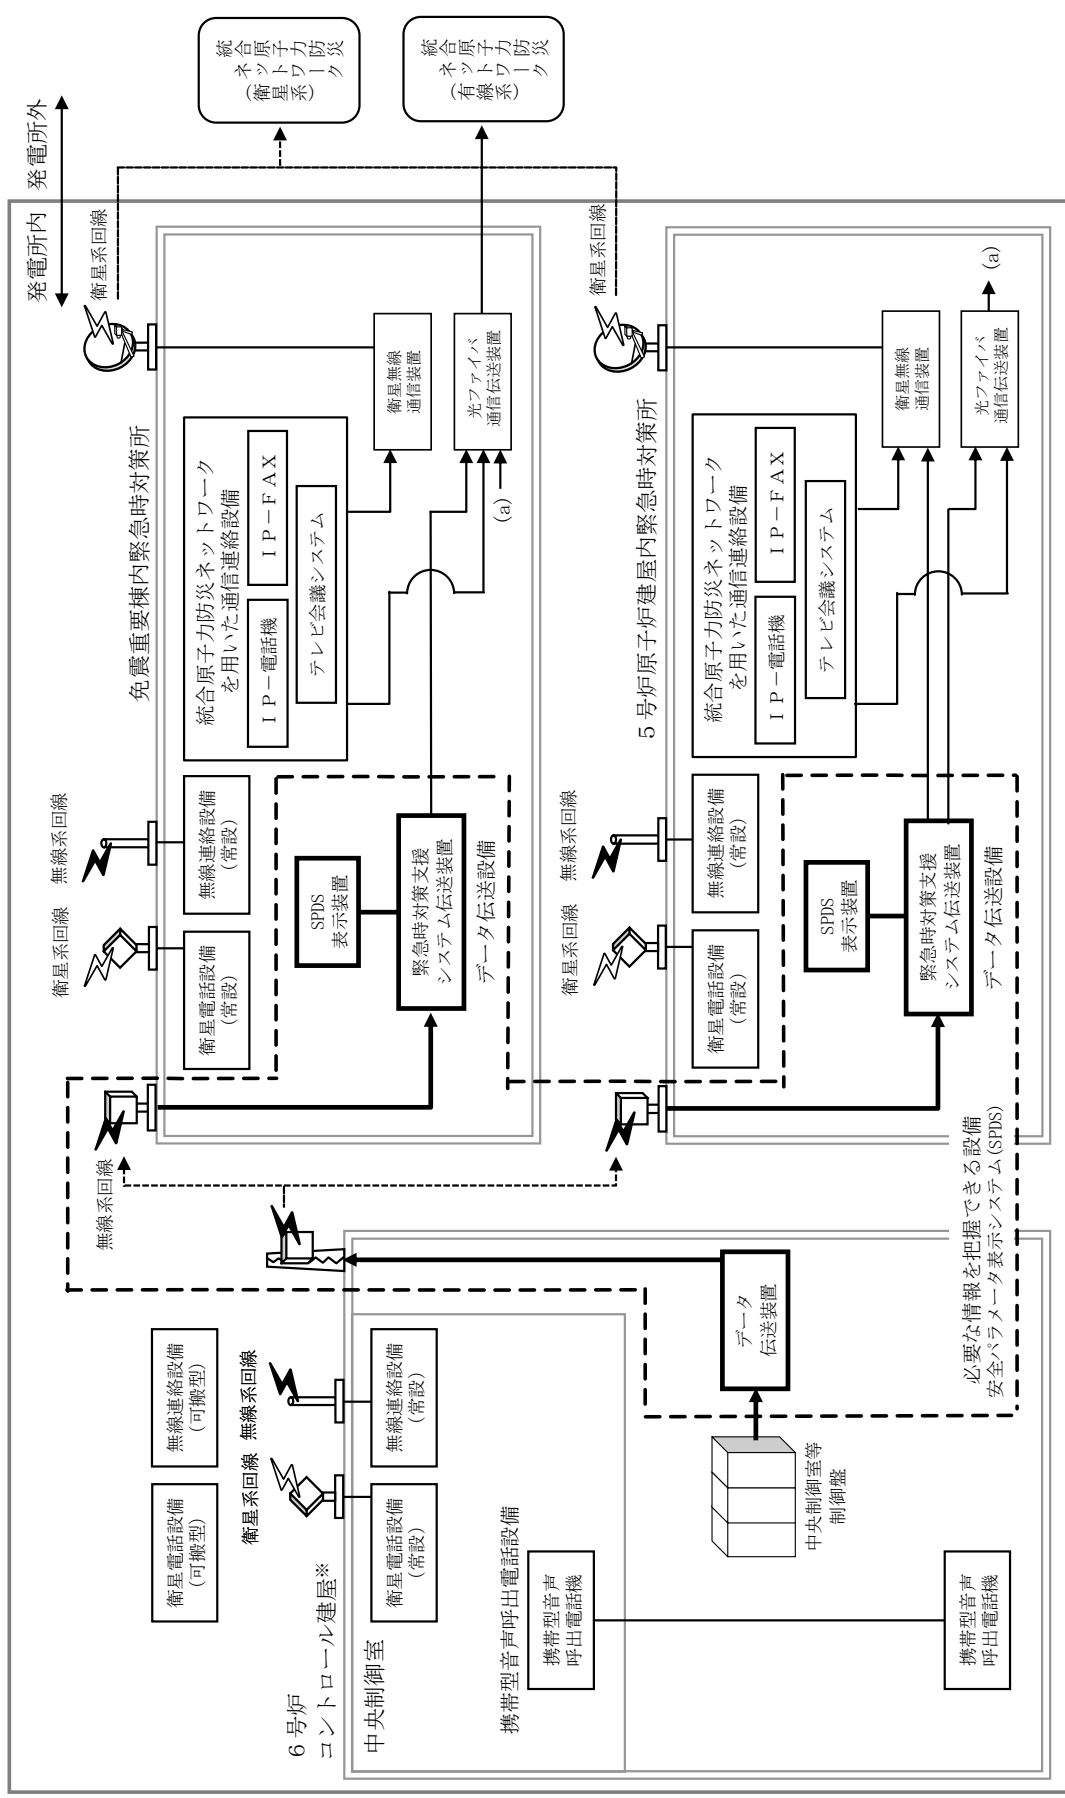 6号炉
コントロール建屋※
中央制御室
衛星電話設備
(可搬型)
無線連絡設備
(可搬型)
衛星系回線
無線系回線
衛星電話設備
(常設)
無線連絡設備
(常設)
携帯型音声呼出電話設備
携帯型音声
呼出電話機
携帯型音声
呼出電話機
中央制御室等
制御盤
データ
伝送装置
必要な情報を把握できる設備
安全パラメータ表示システム(SPDS)
無線系回線
免震重要棟内緊急時対策所
衛星系回線
無線系回線
衛星電話設備
(常設)
無線連絡設備
(常設)
SPDS
表示装置
緊急時対策支援
システム伝送装置
データ伝送設備
統合原子力防災ネットワーク
を用いた通信連絡設備
IP-電話機
IP-FAX
テレビ会議システム
衛星無線
通信装置
光ファイバ
通信伝送装置
(a)
衛星系回線
5号炉原子炉建屋内緊急時対策所
衛星系回線
無線系回線
衛星電話設備
(常設)
無線連絡設備
(常設)
SPDS
表示装置
緊急時対策支援
システム伝送装置
データ伝送設備
統合原子力防災ネットワーク
を用いた通信連絡設備
IP-電話機
IP-FAX
テレビ会議システム
衛星無線
通信装置
光ファイバ
通信伝送装置
(a)
衛星系回線
発電所内
発電所外
統合原子力防災
ネットワーク
(衛星系)
統合原子力防災
ネットワーク
(有線系)